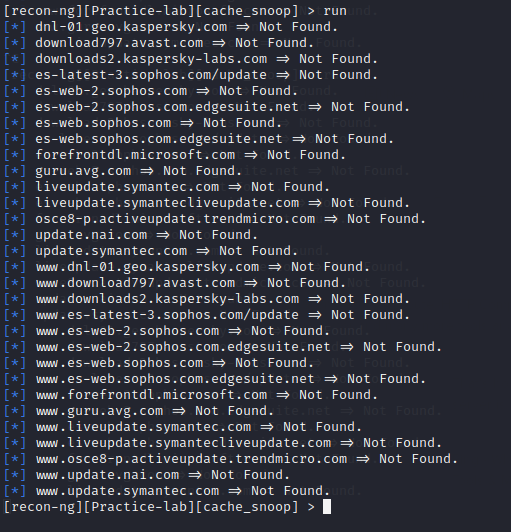 [recon-ng][Practice-lab][cache_snoop] > run
[*] dnl-01.geo.kaspersky.com => Not Found.
[*] download797.avast.com => Not Found.
[*] downloads2.kaspersky-labs.com => Not Found.
[*] es-latest-3.sophos.com/update => Not Found.
[*] es-web-2.sophos.com => Not Found.
[*] es-web-2.sophos.com.edgesuite.net => Not Found.
[*] es-web.sophos.com => Not Found.
[*] es-web.sophos.com.edgesuite.net => Not Found.
[*] forefrontdl.microsoft.com => Not Found.
[*] guru.avg.com => Not Found.
[*] liveupdate.symantec.com => Not Found.
[*] liveupdate.symantecliveupdate.com => Not Found.
[*] osce8-p.activeupdate.trendmicro.com => Not Found.
[*] update.nai.com => Not Found.
[*] update.symantec.com => Not Found.
[*] www.dnl-01.geo.kaspersky.com => Not Found.
[*] www.download797.avast.com => Not Found.
[*] www.downloads2.kaspersky-labs.com => Not Found.
[*] www.es-latest-3.sophos.com/update => Not Found.
[*] www.es-web-2.sophos.com => Not Found.
[*] www.es-web-2.sophos.com.edgesuite.net => Not Found.
[*] www.es-web.sophos.com => Not Found.
[*] www.es-web.sophos.com.edgesuite.net => Not Found.
[*] www.forefrontdl.microsoft.com => Not Found.
[*] www.guru.avg.com => Not Found.
[*] www.liveupdate.symantec.com => Not Found.
[*] www.liveupdate.symantecliveupdate.com => Not Found.
[*] www.osce8-p.activeupdate.trendmicro.com => Not Found.
[*] www.update.nai.com => Not Found.
[*] www.update.symantec.com => Not Found.
[recon-ng][Practice-lab][cache_snoop] >